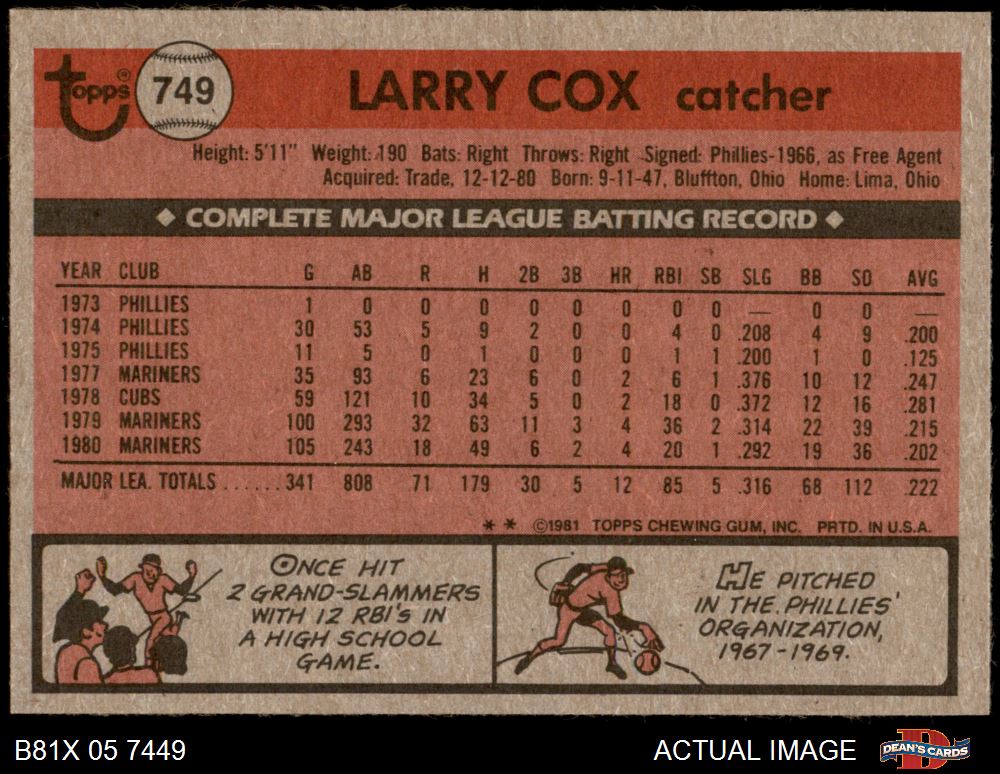 Topps® 749 LARRY COX catcher
Height: 5'11" Weight: 190 Bats: Right Throws: Right Signed: Phillies-1966, as Free Agent
Acquired: Trade, 12-12-80 Born: 9-11-47, Bluffton, Ohio Home: Lima, Ohio
◆ COMPLETE MAJOR LEAGUE BATTING RECORD ◆
YEAR CLUB G AB R H 2B 3B HR RBI SB SLG BB SO AVG
1973 PHILLIES 1 0 0 0 0 0 0 0 0 — 0 0 —
1974 PHILLIES 30 53 5 9 2 0 0 4 0 .208 4 9 .200
1975 PHILLIES 11 5 0 1 0 0 0 1 1 .200 1 0 .125
1977 MARINERS 35 93 6 23 6 0 2 6 1 .376 10 12 .247
1978 CUBS 59 121 10 34 5 0 2 18 0 .372 12 16 .281
1979 MARINERS 100 293 32 63 11 3 4 36 2 .314 22 39 .215
1980 MARINERS 105 243 18 49 6 2 4 20 1 .292 19 36 .202
MAJOR LEA. TOTALS ...... 341 808 71 179 30 5 12 85 5 .316 68 112 .222
* * ©1981 TOPPS CHEWING GUM, INC. PRTD. IN U.S.A.
ONCE HIT
2 GRAND-SLAMMERS
WITH 12 RBI's IN
A HIGH SCHOOL
GAME.
HE PITCHED
IN THE PHILLIES'
ORGANIZATION,
1967-1969.
B81X 05 7449 ACTUAL IMAGE DEAN'S CARDS